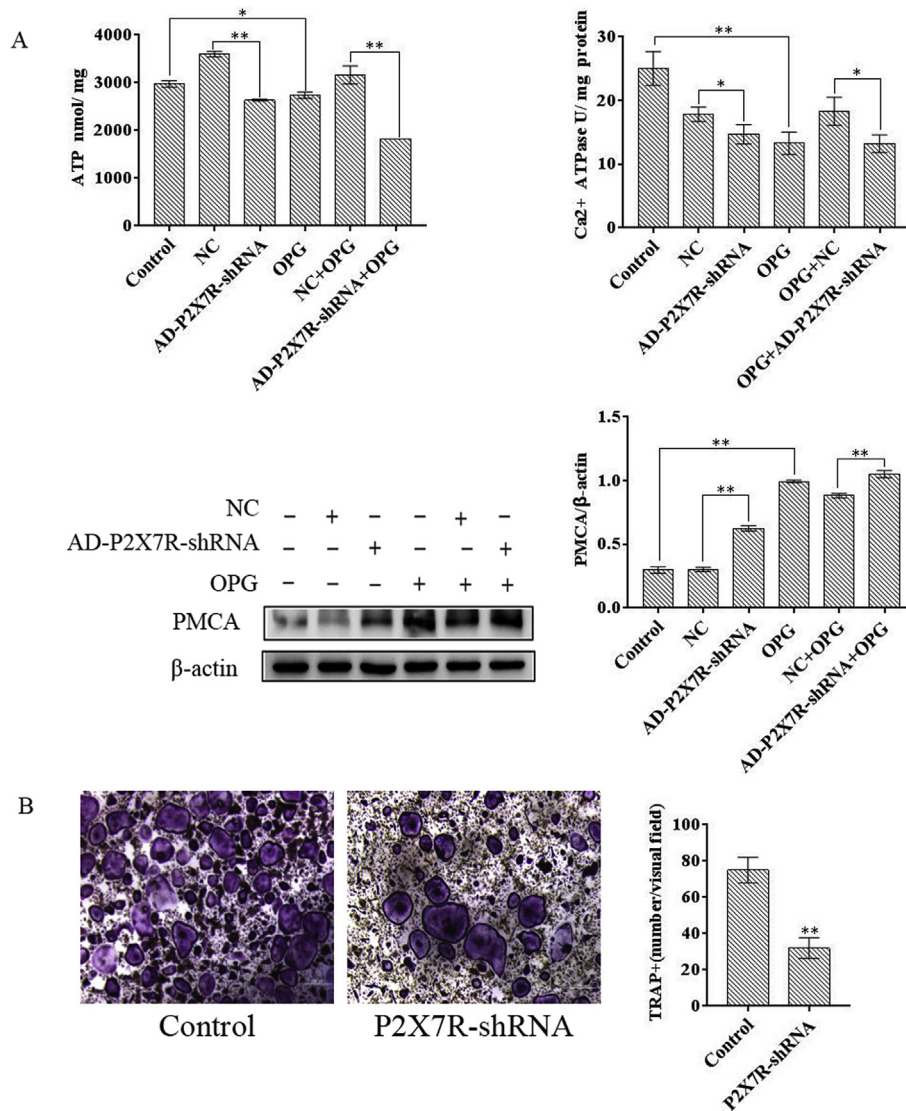 A
ATP nmol/ mg
4000
3000
2000
1000
0
*
**
**
Control
NC
AD-P2X7R-shRNA
OPG
NC+OPG
AD-P2X7R-shRNA+OPG
Ca2+ ATPase U/ mg protein
30
20
10
0
**
*
*
Control
NC
AD-P2X7R-shRNA
OPG
OPG+NC
OPG+AD-P2X7R-shRNA
NC - + - - + -
AD-P2X7R-shRNA - - + - - +
OPG - - - + + +
PMCA
β-actin
PMCA/β-actin
1.5
1.0
0.5
0.0
**
**
**
Control
NC
AD-P2X7R-shRNA
OPG
NC+OPG
AD-P2X7R-shRNA+OPG
B
Control
P2X7R-shRNA
TRAP+(number/visual field)
100
80
60
40
20
0
**
Control
P2X7R-shRNA